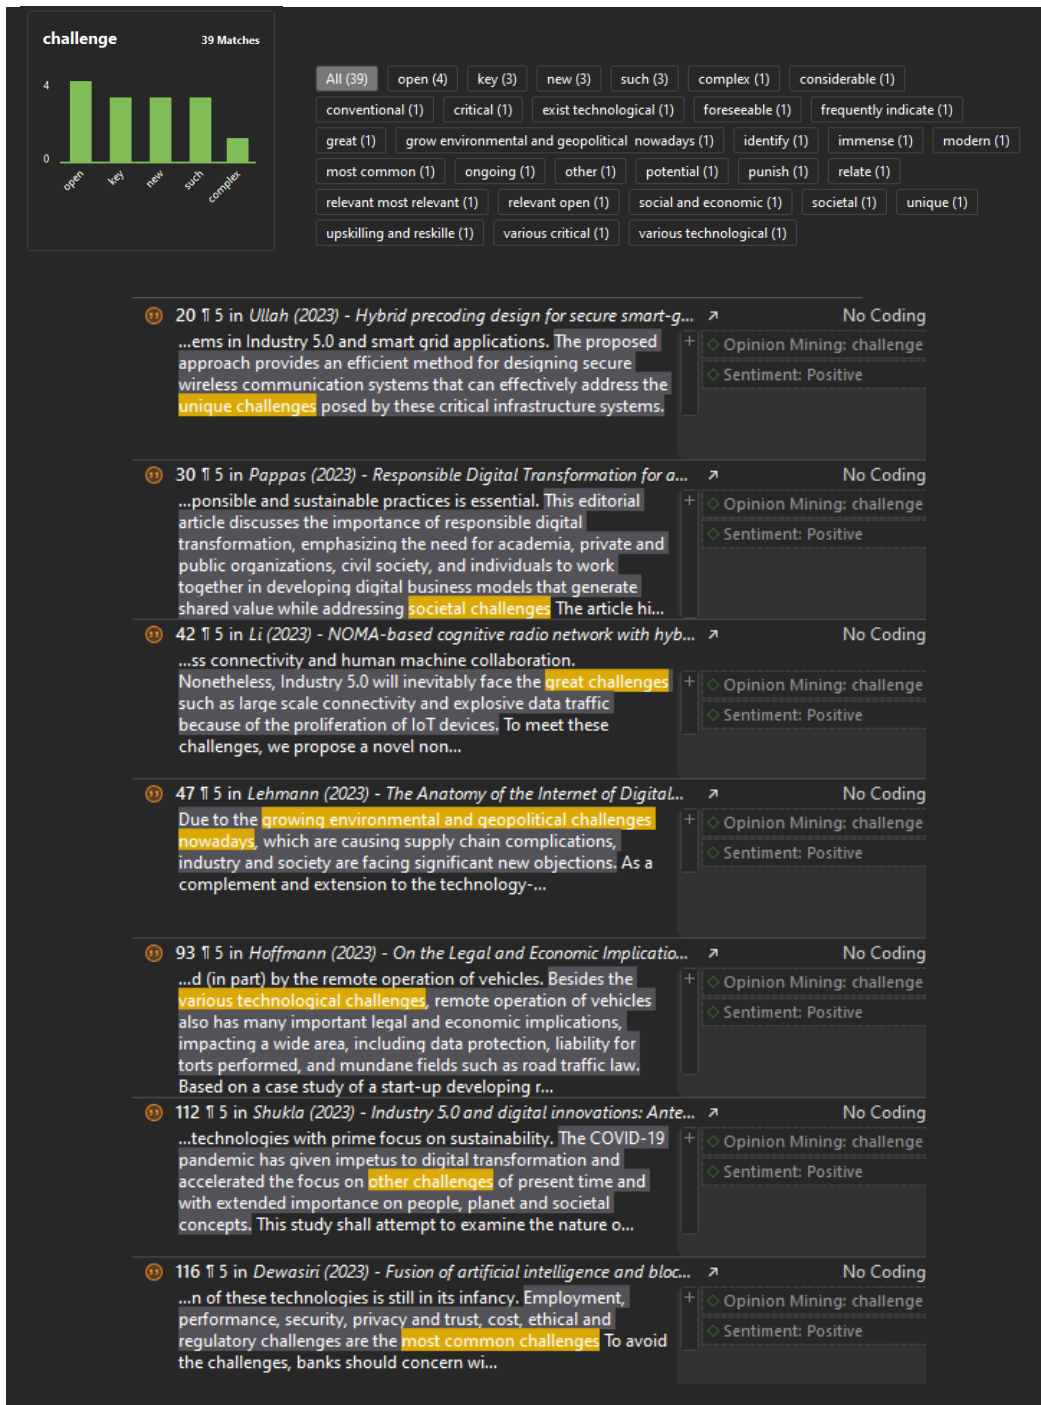 challenge
39 Matches
4
0
open
key
new
such
complex
All (39)
open (4)
key (3)
new (3)
such (3)
complex (1)
considerable (1)
conventional (1)
critical (1)
exist technological (1)
foreseeable (1)
frequently indicate (1)
great (1)
grow environmental and geopolitical  nowadays (1)
identify (1)
immense (1)
modern (1)
most common (1)
ongoing (1)
other (1)
potential (1)
punish (1)
relate (1)
relevant most relevant (1)
relevant open (1)
social and economic (1)
societal (1)
unique (1)
upskilling and reskille (1)
various critical (1)
various technological (1)
20 ¶ 5 in Ullah (2023) - Hybrid precoding design for secure smart-g...
No Coding
...ems in Industry 5.0 and smart grid applications. The proposed
approach provides an efficient method for designing secure
wireless communication systems that can effectively address the
unique challenges posed by these critical infrastructure systems.
Opinion Mining: challenge
Sentiment: Positive
30 ¶ 5 in Pappas (2023) - Responsible Digital Transformation for a...
No Coding
...ponsible and sustainable practices is essential. This editorial
article discusses the importance of responsible digital
transformation, emphasizing the need for academia, private and
public organizations, civil society, and individuals to work
together in developing digital business models that generate
shared value while addressing societal challenges The article hi...
Opinion Mining: challenge
Sentiment: Positive
42 ¶ 5 in Li (2023) - NOMA-based cognitive radio network with hyb...
No Coding
...ss connectivity and human machine collaboration.
Nonetheless, Industry 5.0 will inevitably face the great challenges
such as large scale connectivity and explosive data traffic
because of the proliferation of IoT devices. To meet these
challenges, we propose a novel non...
Opinion Mining: challenge
Sentiment: Positive
47 ¶ 5 in Lehmann (2023) - The Anatomy of the Internet of Digital...
No Coding
Due to the growing environmental and geopolitical challenges
nowadays, which are causing supply chain complications,
industry and society are facing significant new objections. As a
complement and extension to the technology-...
Opinion Mining: challenge
Sentiment: Positive
93 ¶ 5 in Hoffmann (2023) - On the Legal and Economic Implicatio...
No Coding
...d (in part) by the remote operation of vehicles. Besides the
various technological challenges, remote operation of vehicles
also has many important legal and economic implications,
impacting a wide area, including data protection, liability for
torts performed, and mundane fields such as road traffic law.
Based on a case study of a start-up developing r...
Opinion Mining: challenge
Sentiment: Positive
112 ¶ 5 in Shukla (2023) - Industry 5.0 and digital innovations: Ante...
No Coding
...technologies with prime focus on sustainability. The COVID-19
pandemic has given impetus to digital transformation and
accelerated the focus on other challenges of present time and
with extended importance on people, planet and societal
concepts. This study shall attempt to examine the nature o...
Opinion Mining: challenge
Sentiment: Positive
116 ¶ 5 in Dewasiri (2023) - Fusion of artificial intelligence and bloc...
No Coding
...n of these technologies is still in its infancy. Employment,
performance, security, privacy and trust, cost, ethical and
regulatory challenges are the most common challenges To avoid
the challenges, banks should concern wi...
Opinion Mining: challenge
Sentiment: Positive